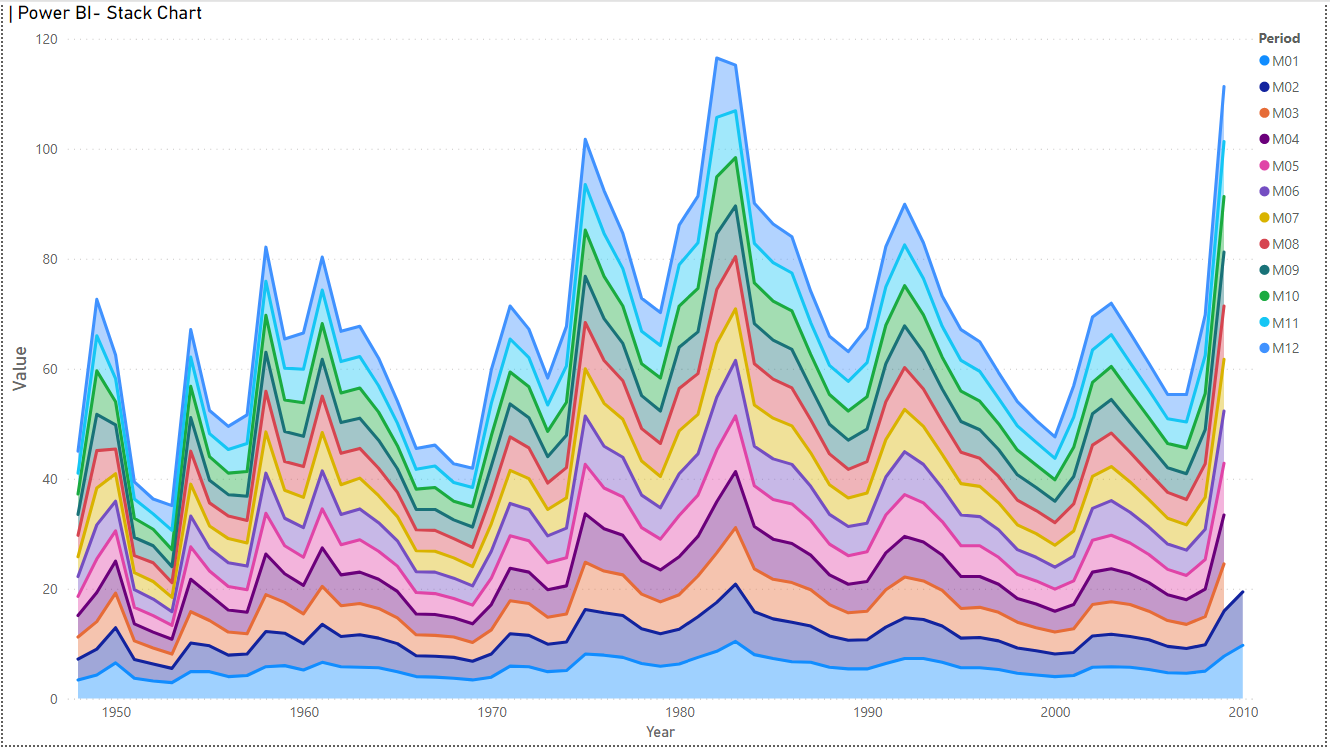 | Power BI- Stack Chart
120
100
80
60
40
20
0
Value
1950 1960 1970 1980 1990 2000 2010
Year
Period
M01
M02
M03
M04
M05
M06
M07
M08
M09
M10
M11
M12